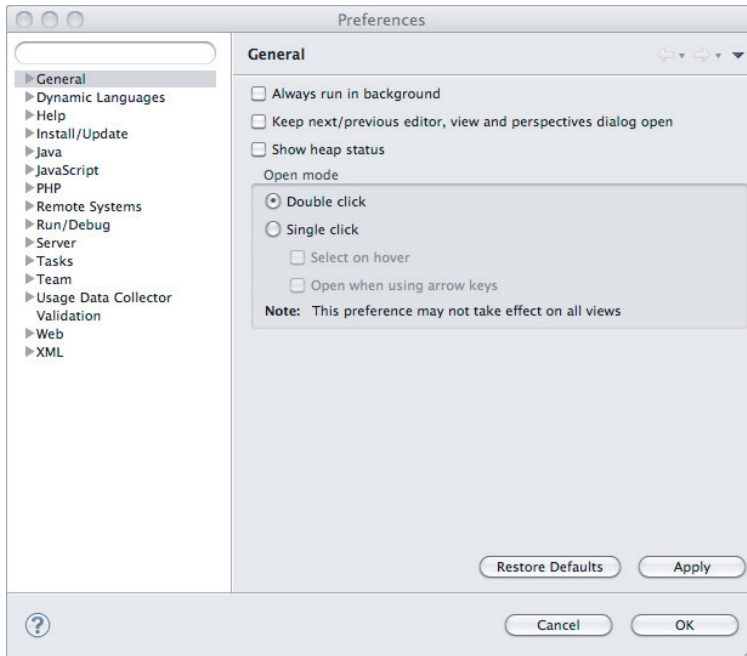 Preferences
General
General
Dynamic Languages
Help
Install/Update
Java
JavaScript
PHP
Remote Systems
Run/Debug
Server
Tasks
Team
Usage Data Collector
Validation
Web
XML
Always run in background
Keep next/previous editor, view and perspectives dialog open
Show heap status
Open mode
Double click
Single click
Select on hover
Open when using arrow keys
Note: This preference may not take effect on all views
Restore Defaults
Apply
?
Cancel
OK